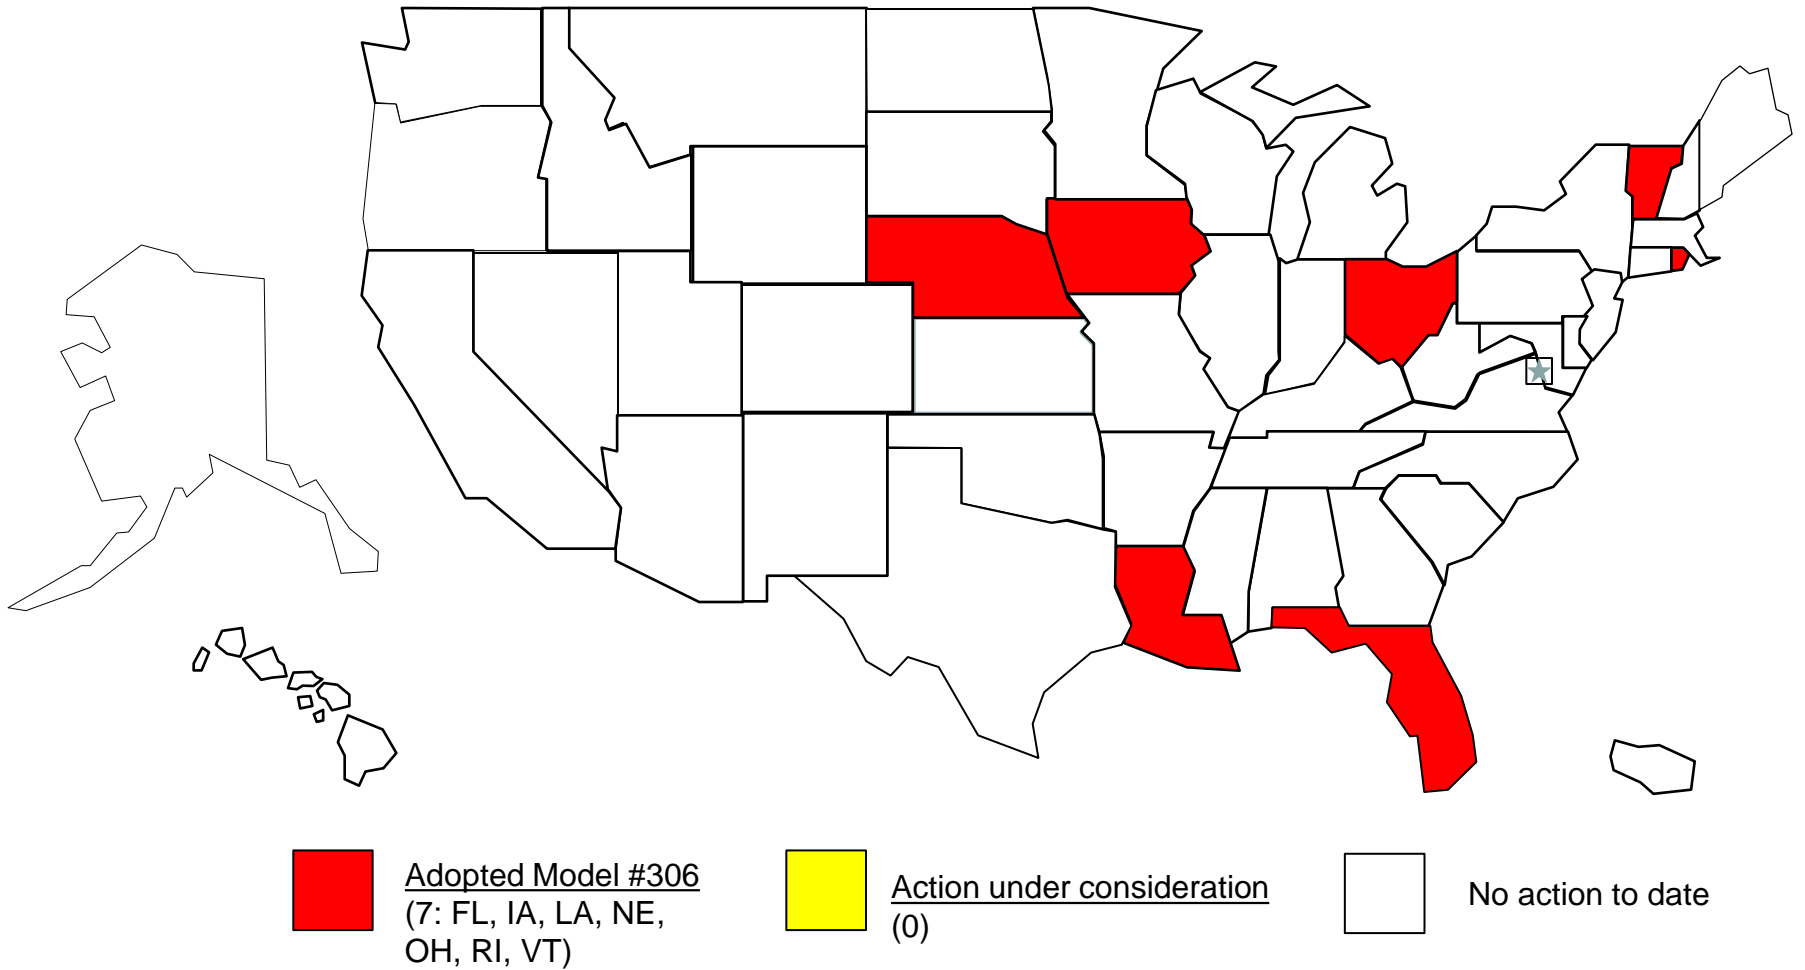 Adopted Model #306
(7: FL, IA, LA, NE,
OH, RI, VT)
Action under consideration
(0)
No action to date